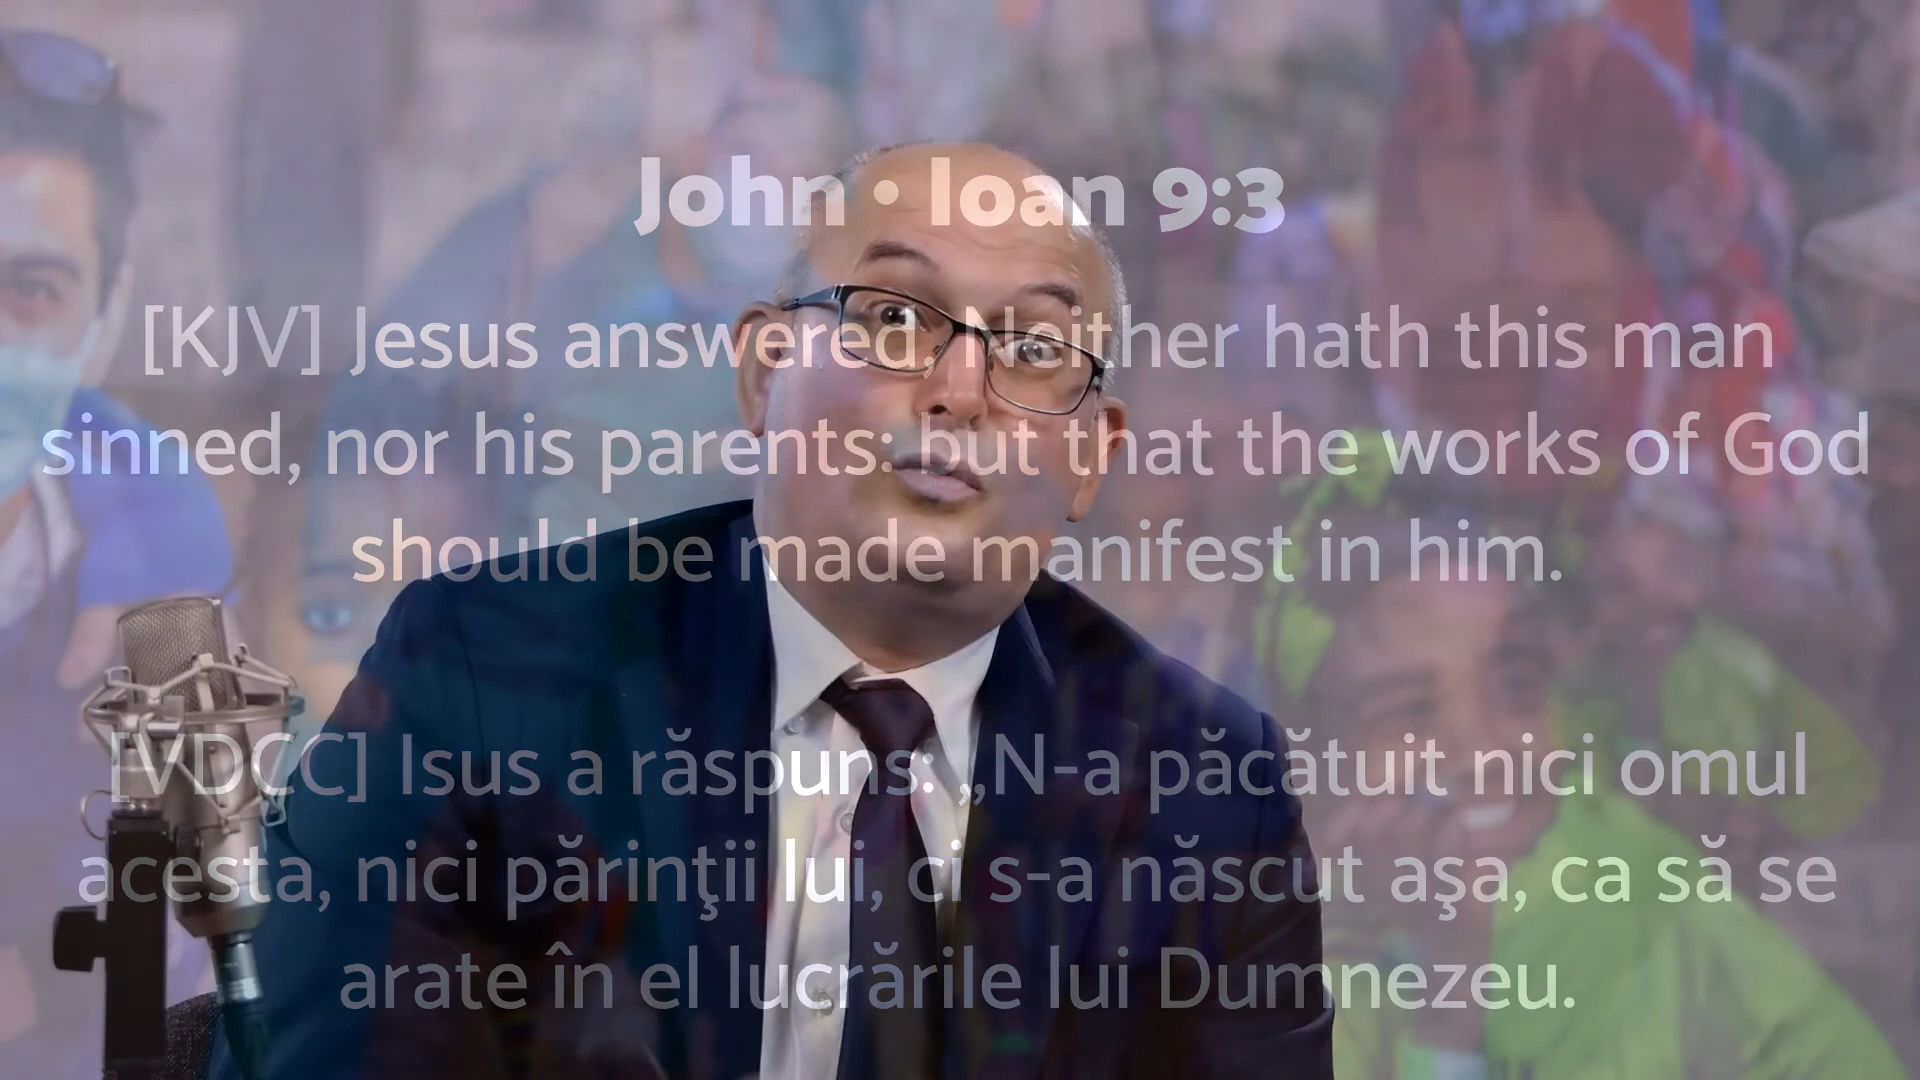 John • Ioan 9:3
[KJV] Jesus answered, Neither hath this man
sinned, nor his parents: but that the works of God
should be made manifest in him.
[VDCC] Isus a răspuns: „N-a păcătuit nici omul
acesta, nici părinţii lui, ci s-a născut aşa, ca să se
arate în el lucrările lui Dumnezeu.